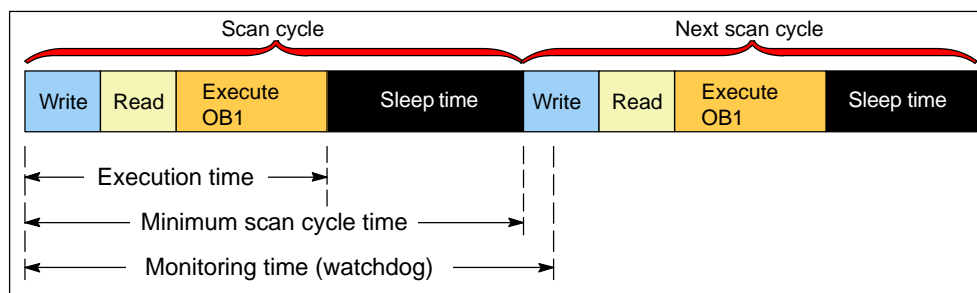 Scan cycle
Next scan cycle
Write
Read
Execute
OB1
Sleep time
Write
Read
Execute
OB1
Sleep time
Execution time
Minimum scan cycle time
Monitoring time (watchdog)